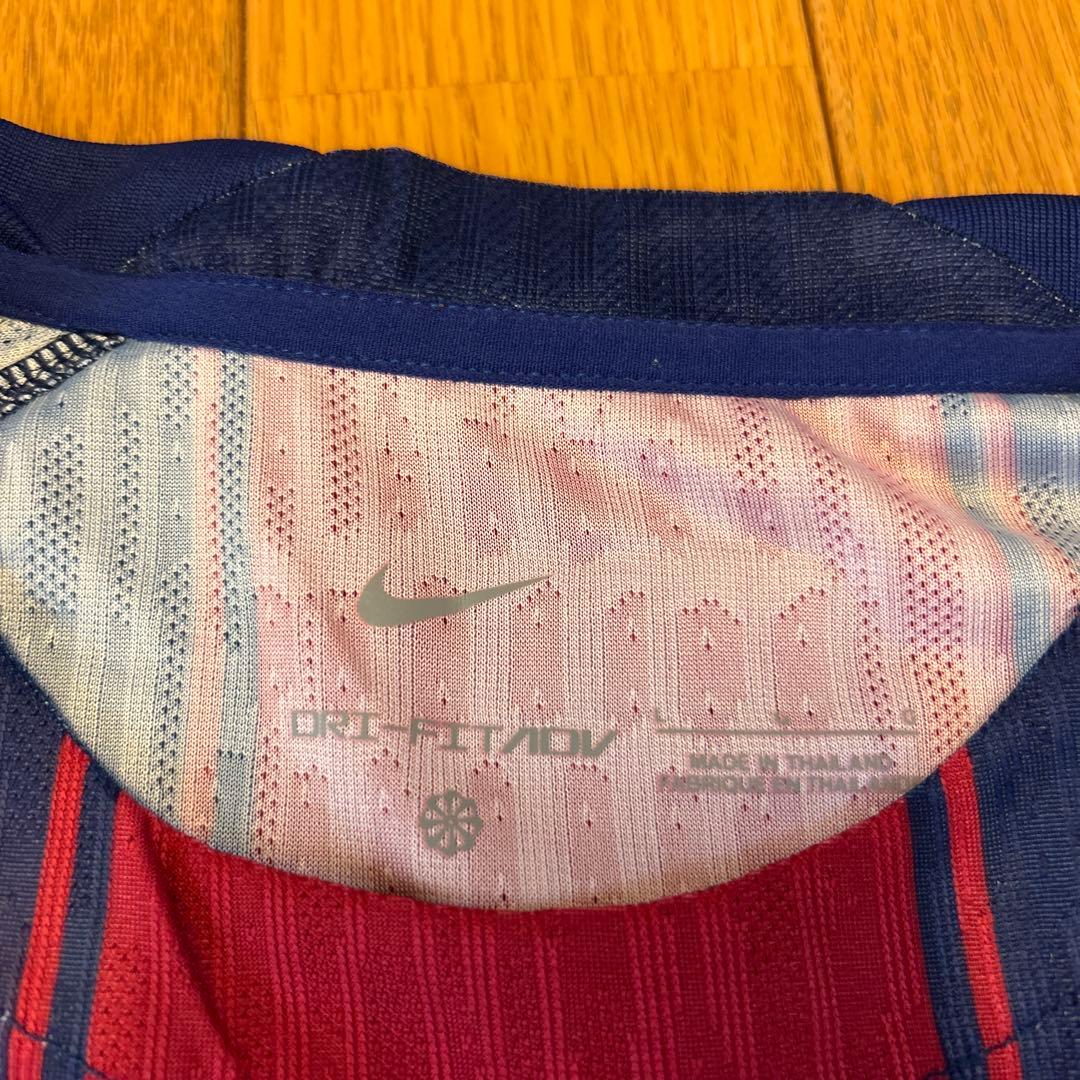 DRI-FIT ADV
L L G
MADE IN THAILAND
FABRIQUÉ EN THAÏLANDE